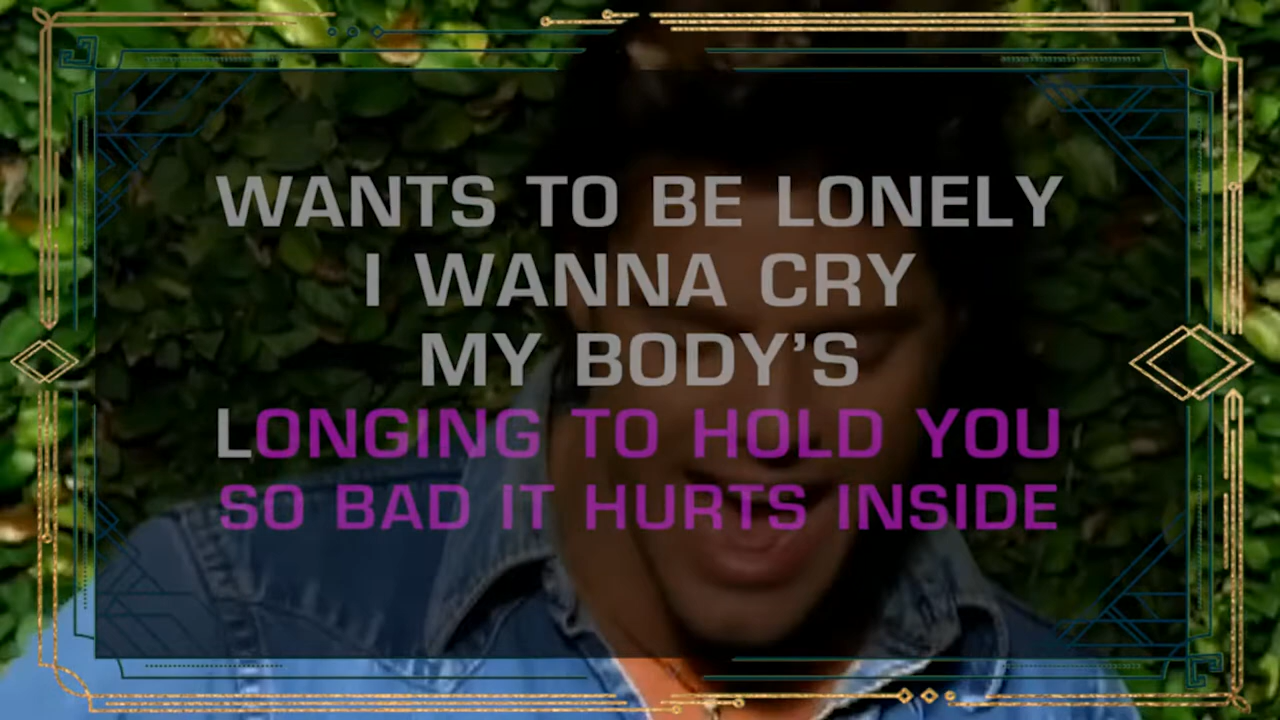 WANTS TO BE LONELY
I WANNA CRY
MY BODY’S
LONGING TO HOLD YOU
SO BAD IT HURTS INSIDE